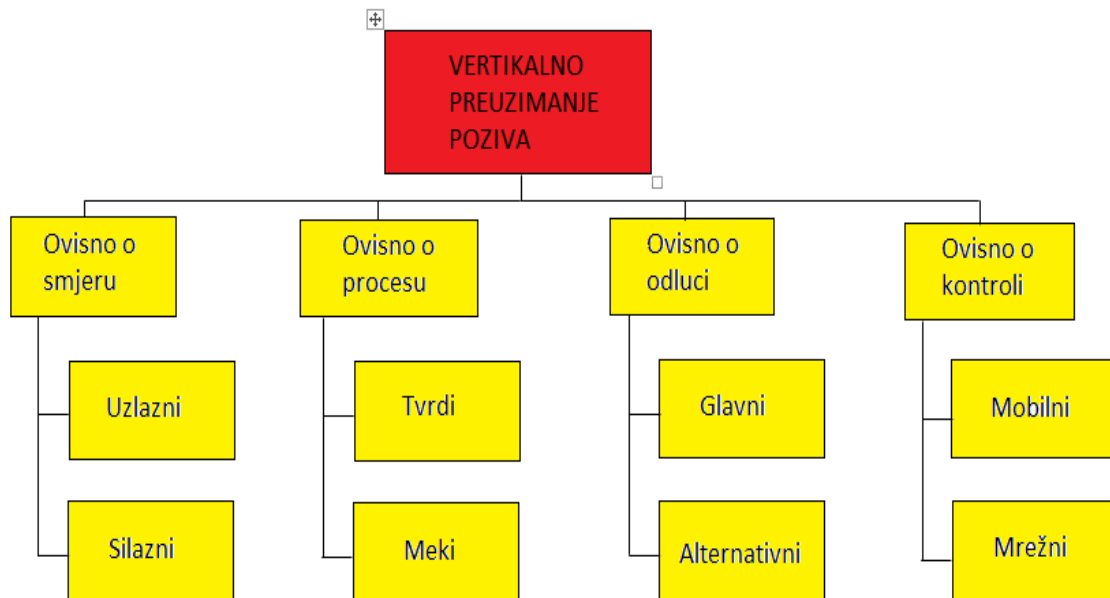 VERTIKALNO
PREUZIMANJE
POZIVA
Ovisno o
smjeru
Ovisno o
procesu
Ovisno o
odluci
Ovisno o
kontroli
Uzlazni
Tvrdi
Glavni
Mobilni
Silazni
Meki
Alternativni
Mrežni